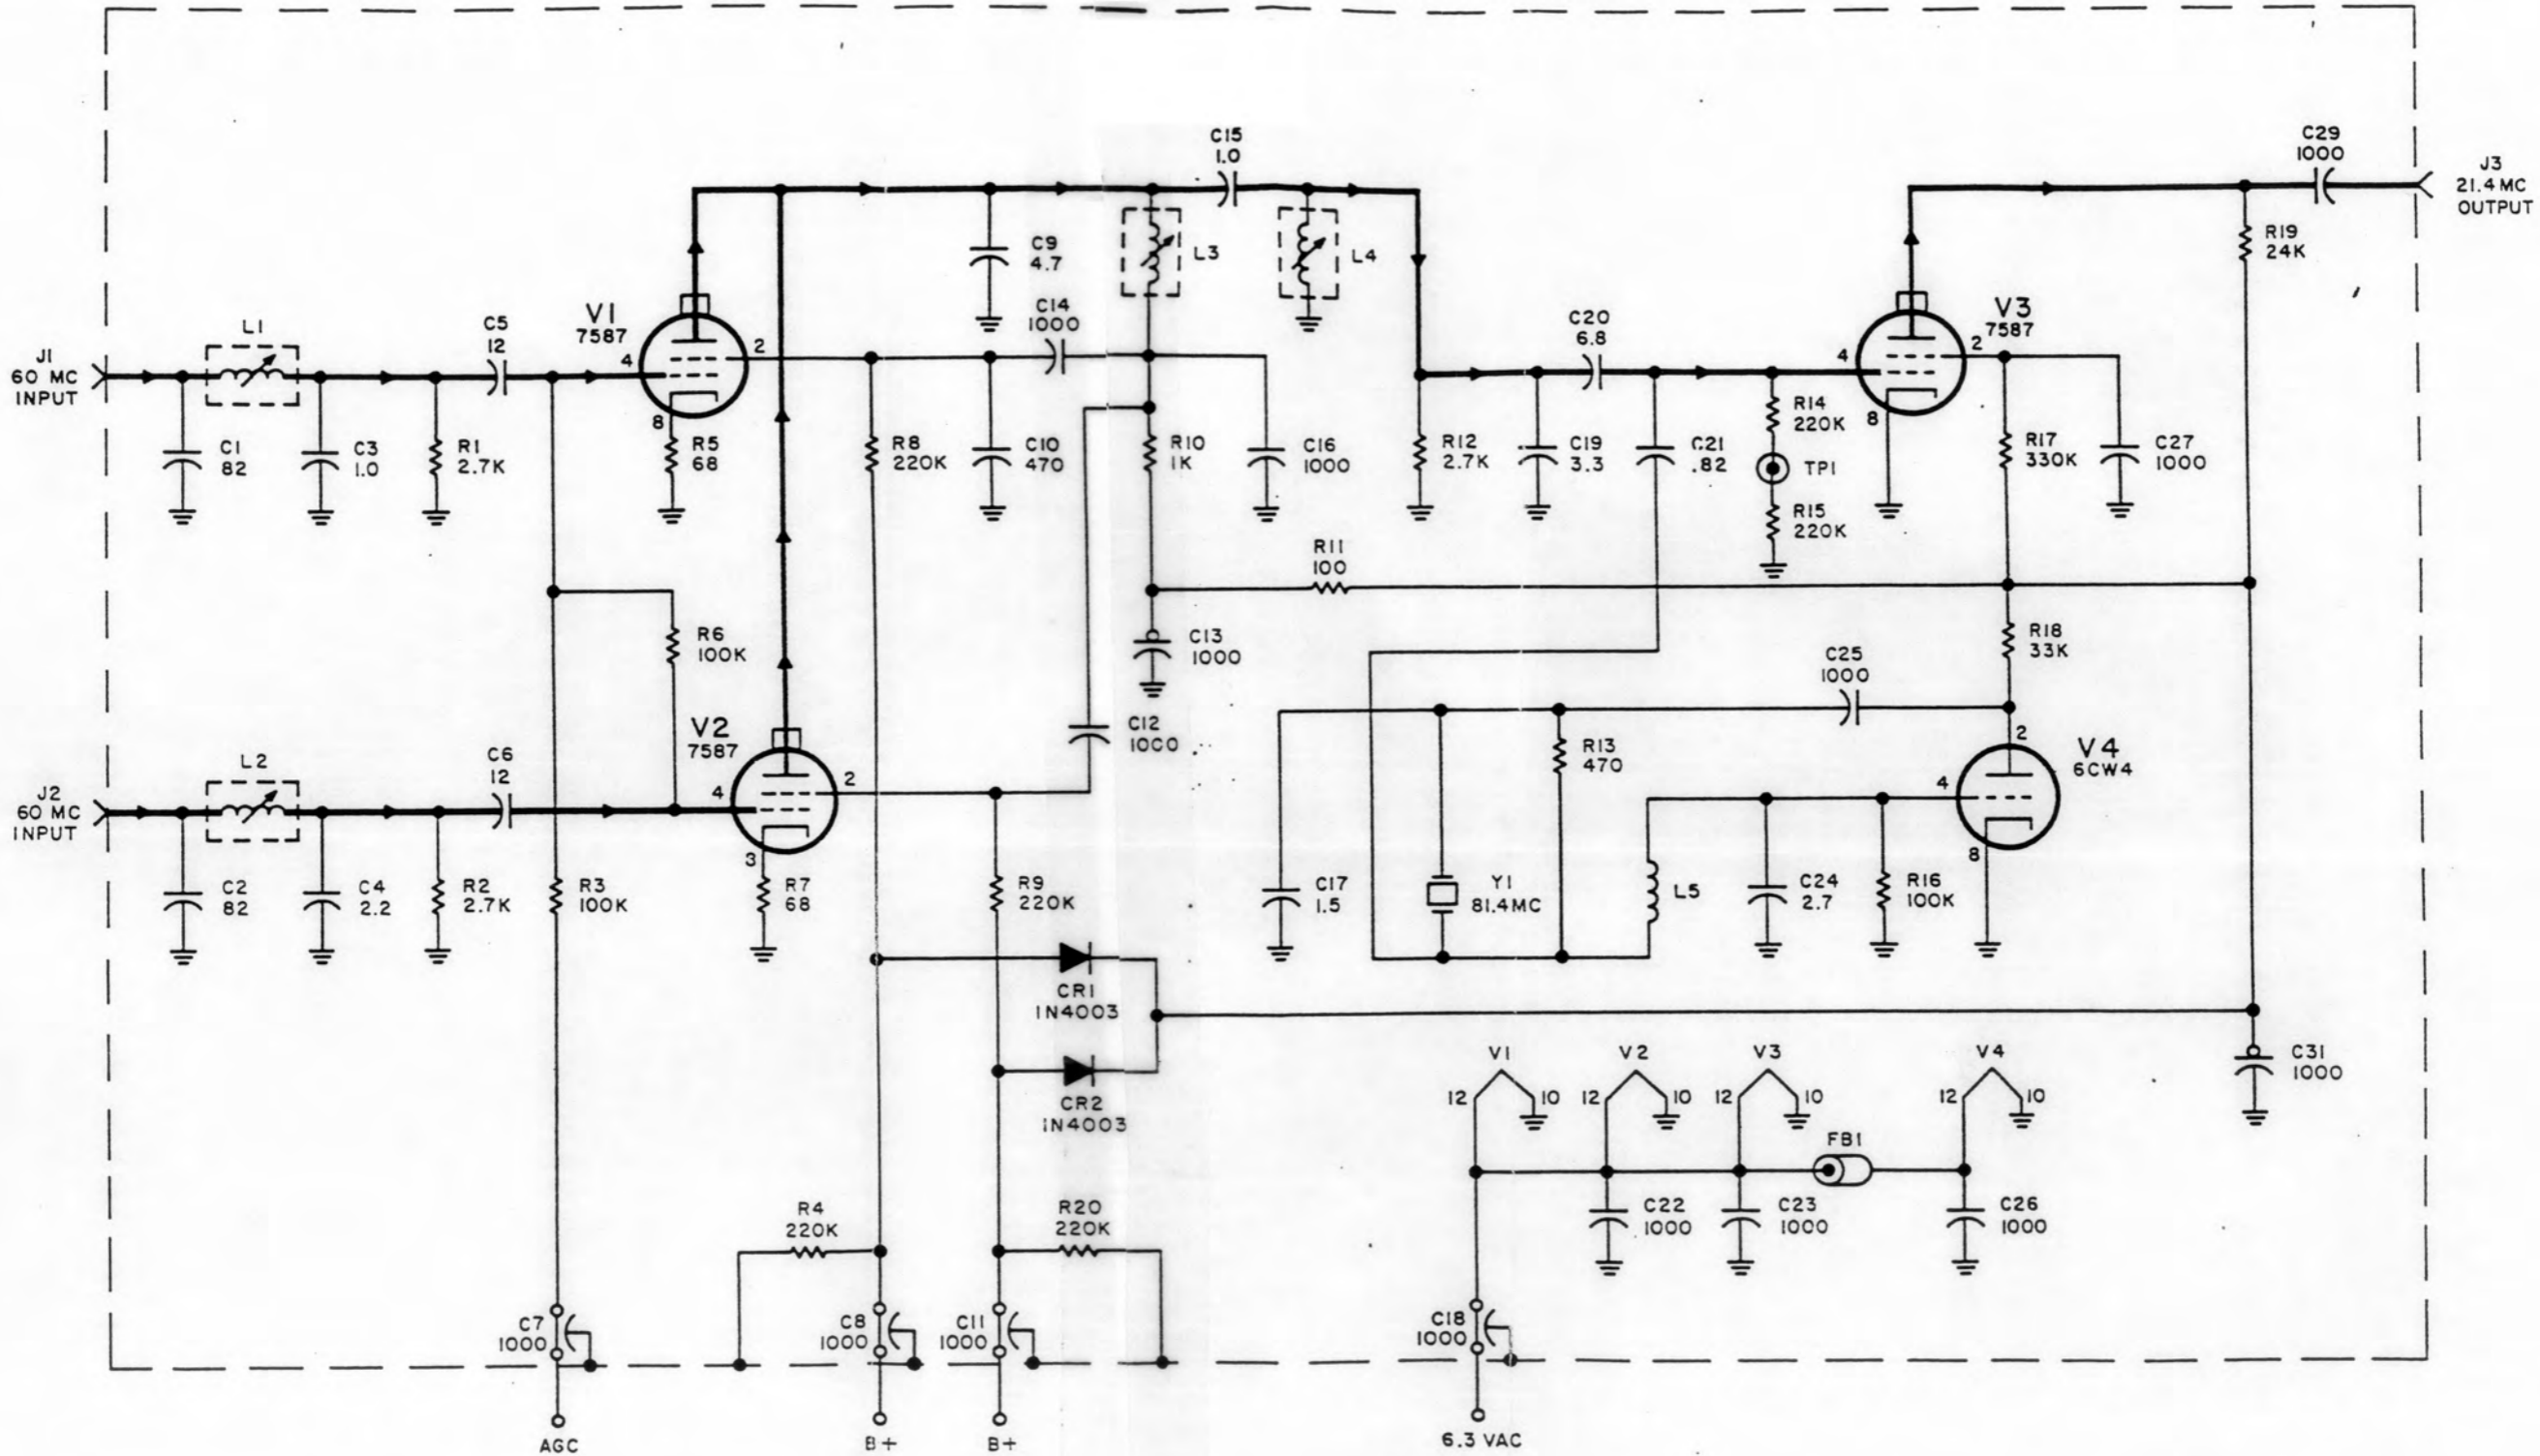 C15
1.0
C29
1000
J3
21.4 MC
OUTPUT
R19
24K
C9
4.7
L3
L4
C14
1000
V1
7587
4
2
8
L1
C5
12
J1
60 MC
INPUT
C20
6.8
V3
7587
4
2
8
C1
82
C3
1.0
R1
2.7K
R5
68
R8
220K
C10
470
R10
1K
C16
1000
R12
2.7K
C19
3.3
C21
.82
R14
220K
TP1
R15
220K
R17
330K
C27
1000
R11
100
R6
100K
C13
1000
R18
33K
C25
1000
V2
7587
4
2
3
C12
1000
R13
470
2
V4
6CW4
4
8
L2
C6
12
J2
60 MC
INPUT
C2
82
C4
2.2
R2
2.7K
R3
100K
R7
68
R9
220K
C17
1.5
Y1
81.4MC
L5
C24
2.7
R16
100K
CR1
1N4003
CR2
1N4003
V1
12
10
V2
12
10
V3
12
10
V4
12
10
C31
1000
FB1
R4
220K
R20
220K
C22
1000
C23
1000
C26
1000
C7
1000
C8
1000
C11
1000
C18
1000
AGC
B+
B+
6.3 VAC